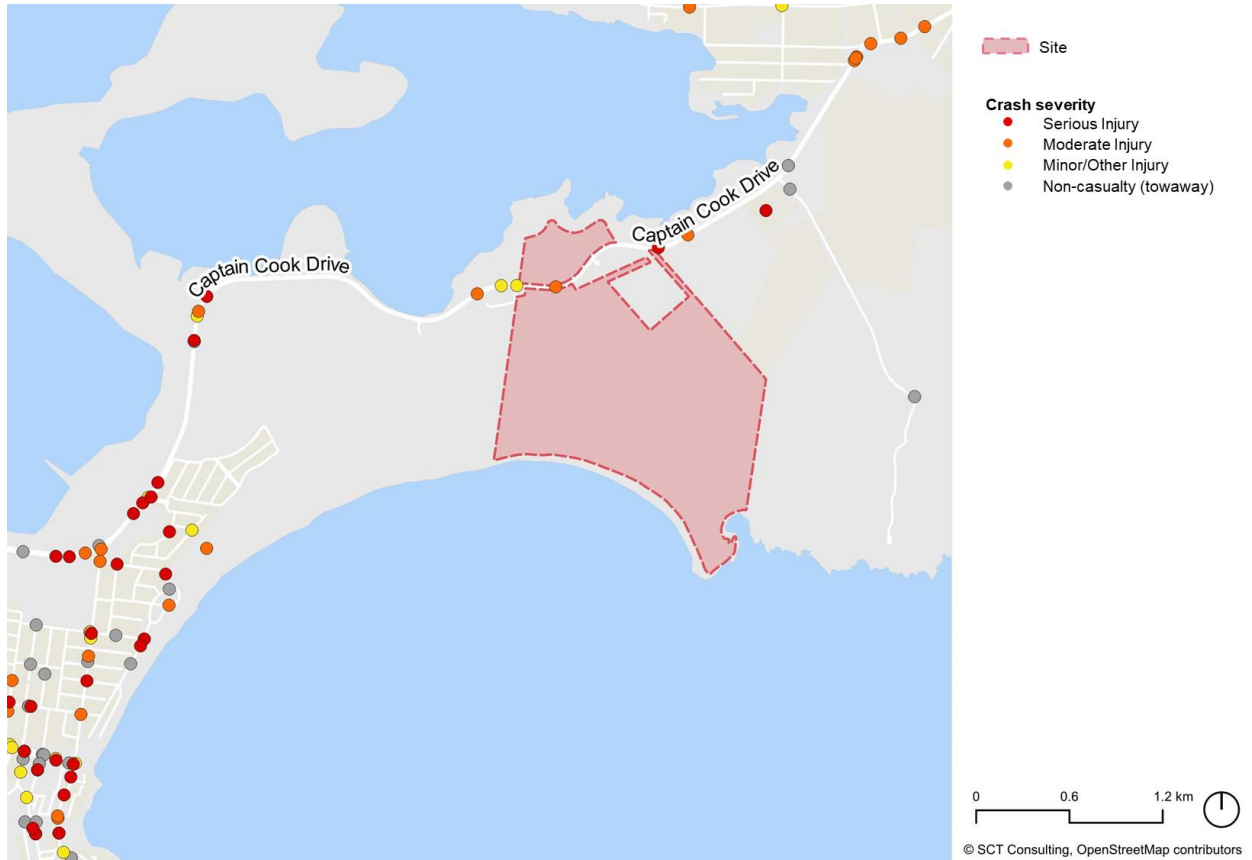 Captain Cook Drive
Captain Cook Drive
Site
Crash severity
Serious Injury
Moderate Injury
Minor/Other Injury
Non-casualty (towaway)
0 0.6 1.2 km
© SCT Consulting, OpenStreetMap contributors